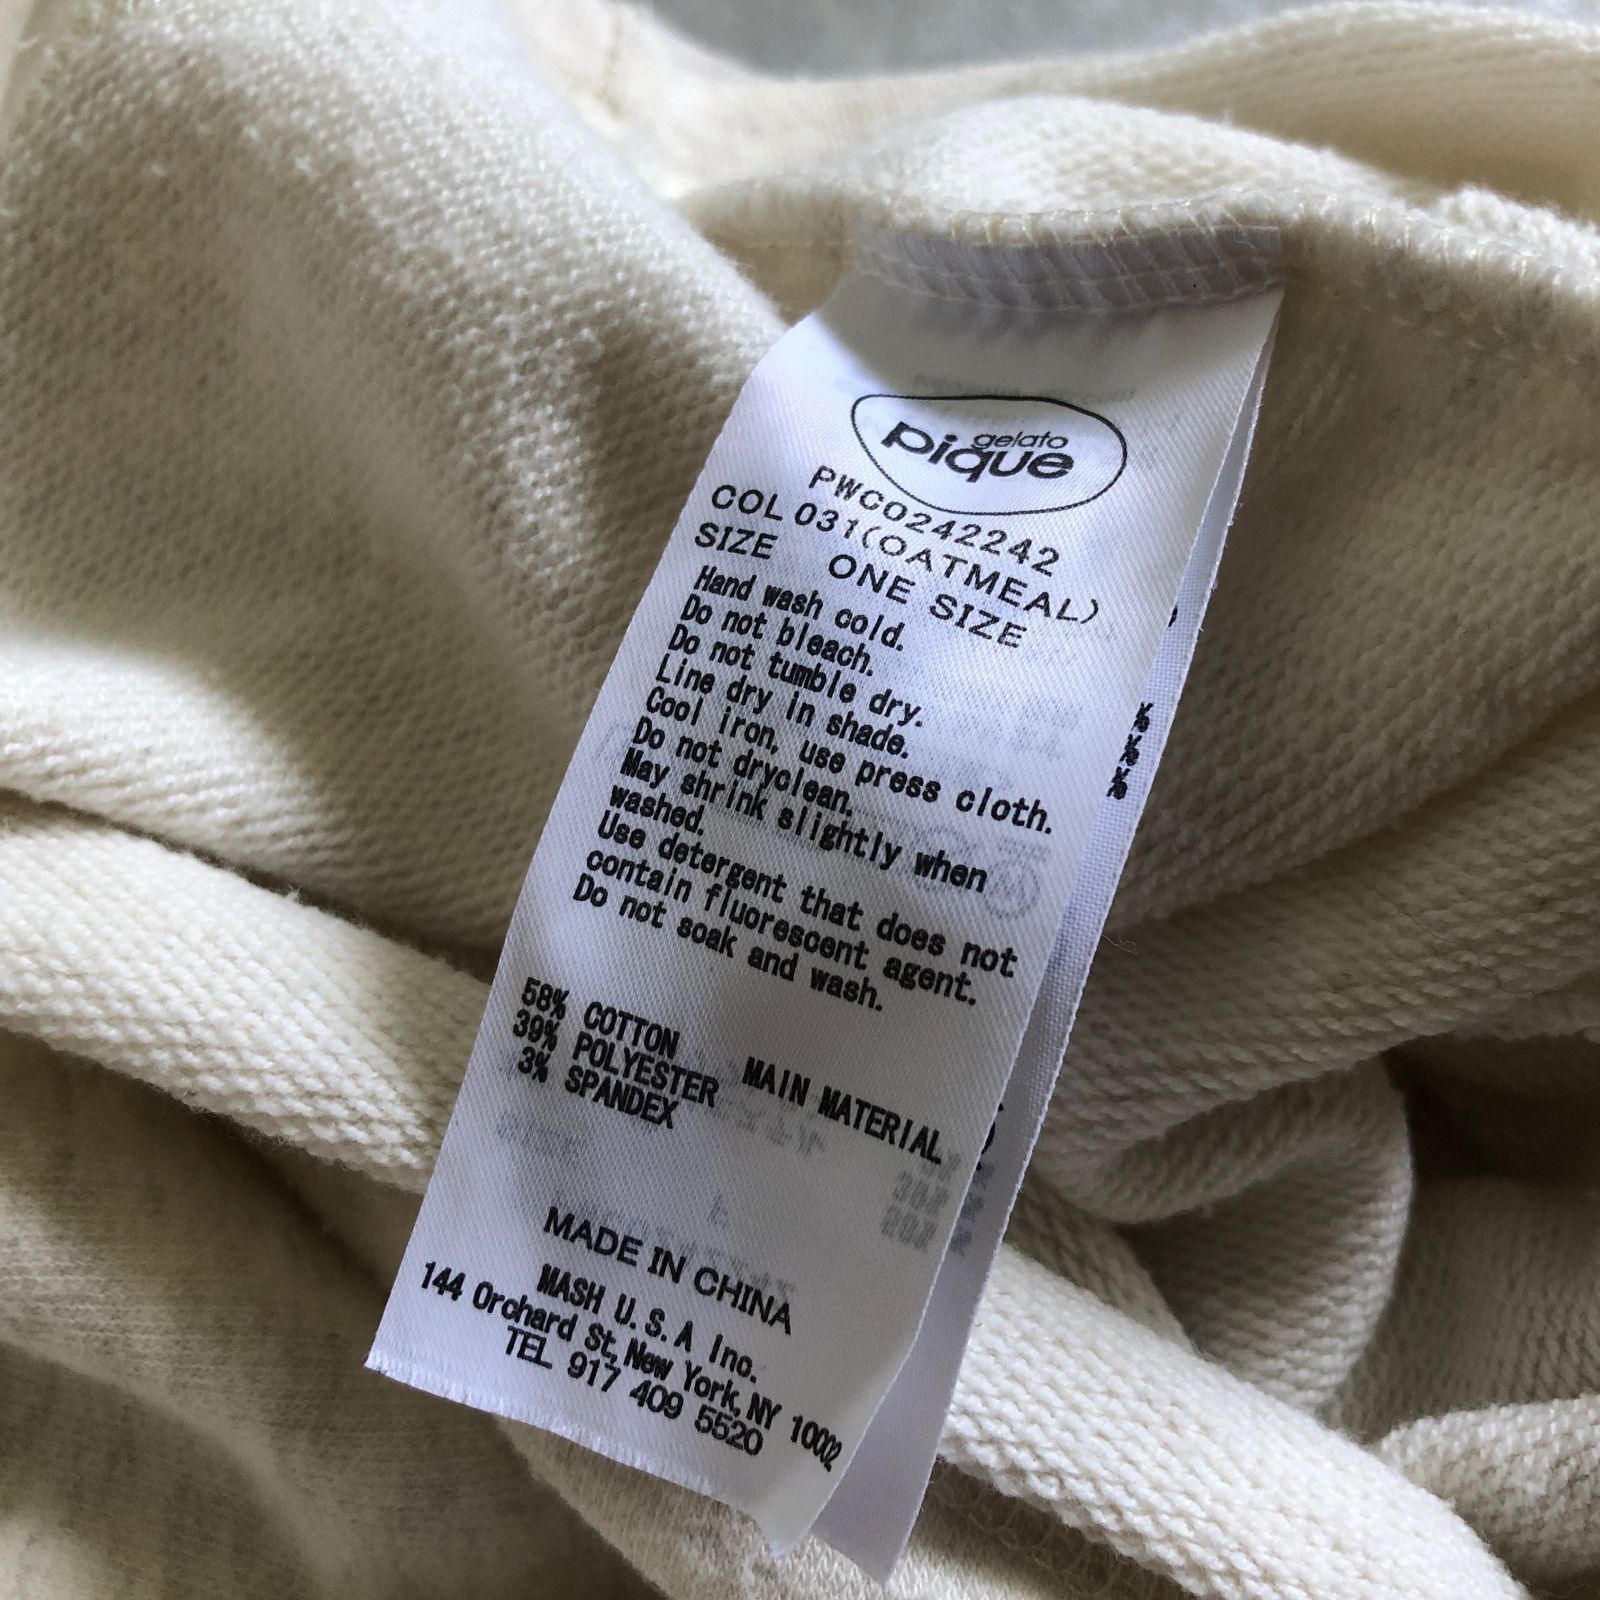 gelato
pique
PWC0242242
COL 031(OATMEAL)
SIZE ONE SIZE
Hand wash cold.
Do not bleach.
Do not tumble dry.
Line dry in shade.
Cool iron, use press cloth.
Do not dryclean.
May shrink slightly when
washed.
Use detergent that does not
contain fluorescent agent.
Do not soak and wash.
58% COTTON
39% POLYESTER MAIN MATERIAL
3% SPANDEX
MADE IN CHINA
MASH U.S.A Inc.
144 Orchard St, New York, NY 10002
TEL 917 409 5520
%
%
%